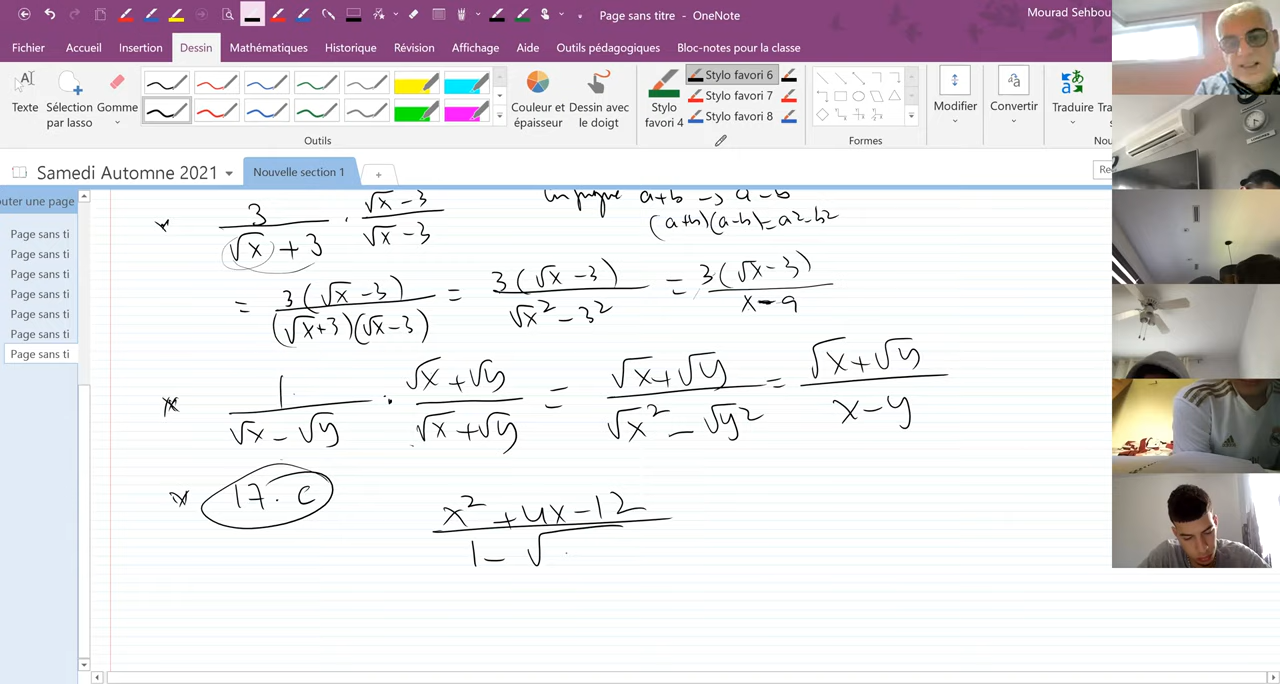 Page sans titre - OneNote
Mourad Sehbou
Fichier Accueil Insertion Dessin Mathématiques Historique Révision Affichage Aide Outils pédagogiques Bloc-notes pour la classe
Texte
Sélection par lasso
Gomme
Couleur et épaisseur
Dessin avec le doigt
Stylo favori 4
Stylo favori 6
Stylo favori 7
Stylo favori 8
Modifier
Convertir
Traduire
Outils
Formes
Samedi Automne 2021
Nouvelle section 1
outer une page
Page sans ti
Page sans ti
Page sans ti
Page sans ti
Page sans ti
Page sans ti
Page sans ti
a+b → a-b
(a+b)(a-b) = a²-b²
* 3/(√x + 3) · (√x - 3)/(√x - 3)
= 3(√x - 3)/((√x+3)(√x-3)) = 3(√x - 3)/(√x² - 3²) = 3(√x - 3)/(x - 9)
* 1/(√x - √y) · (√x + √y)/(√x + √y) = (√x + √y)/(√x² - √y²) = (√x + √y)/(x - y)
* 17. c (x² + 4x - 12)/(1 - √